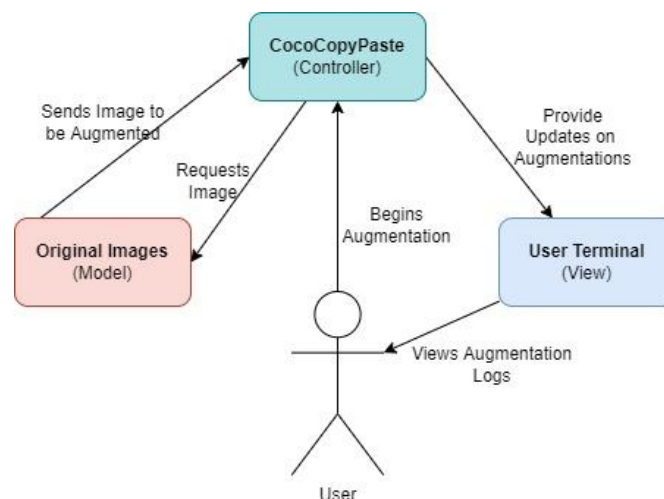 CocoCopyPaste
(Controller)
Sends Image to
be Augmented
Provide
Updates on
Augmentations
Requests
Image
Begins
Augmentation
Original Images
(Model)
User Terminal
(View)
Views Augmentation
Logs
User